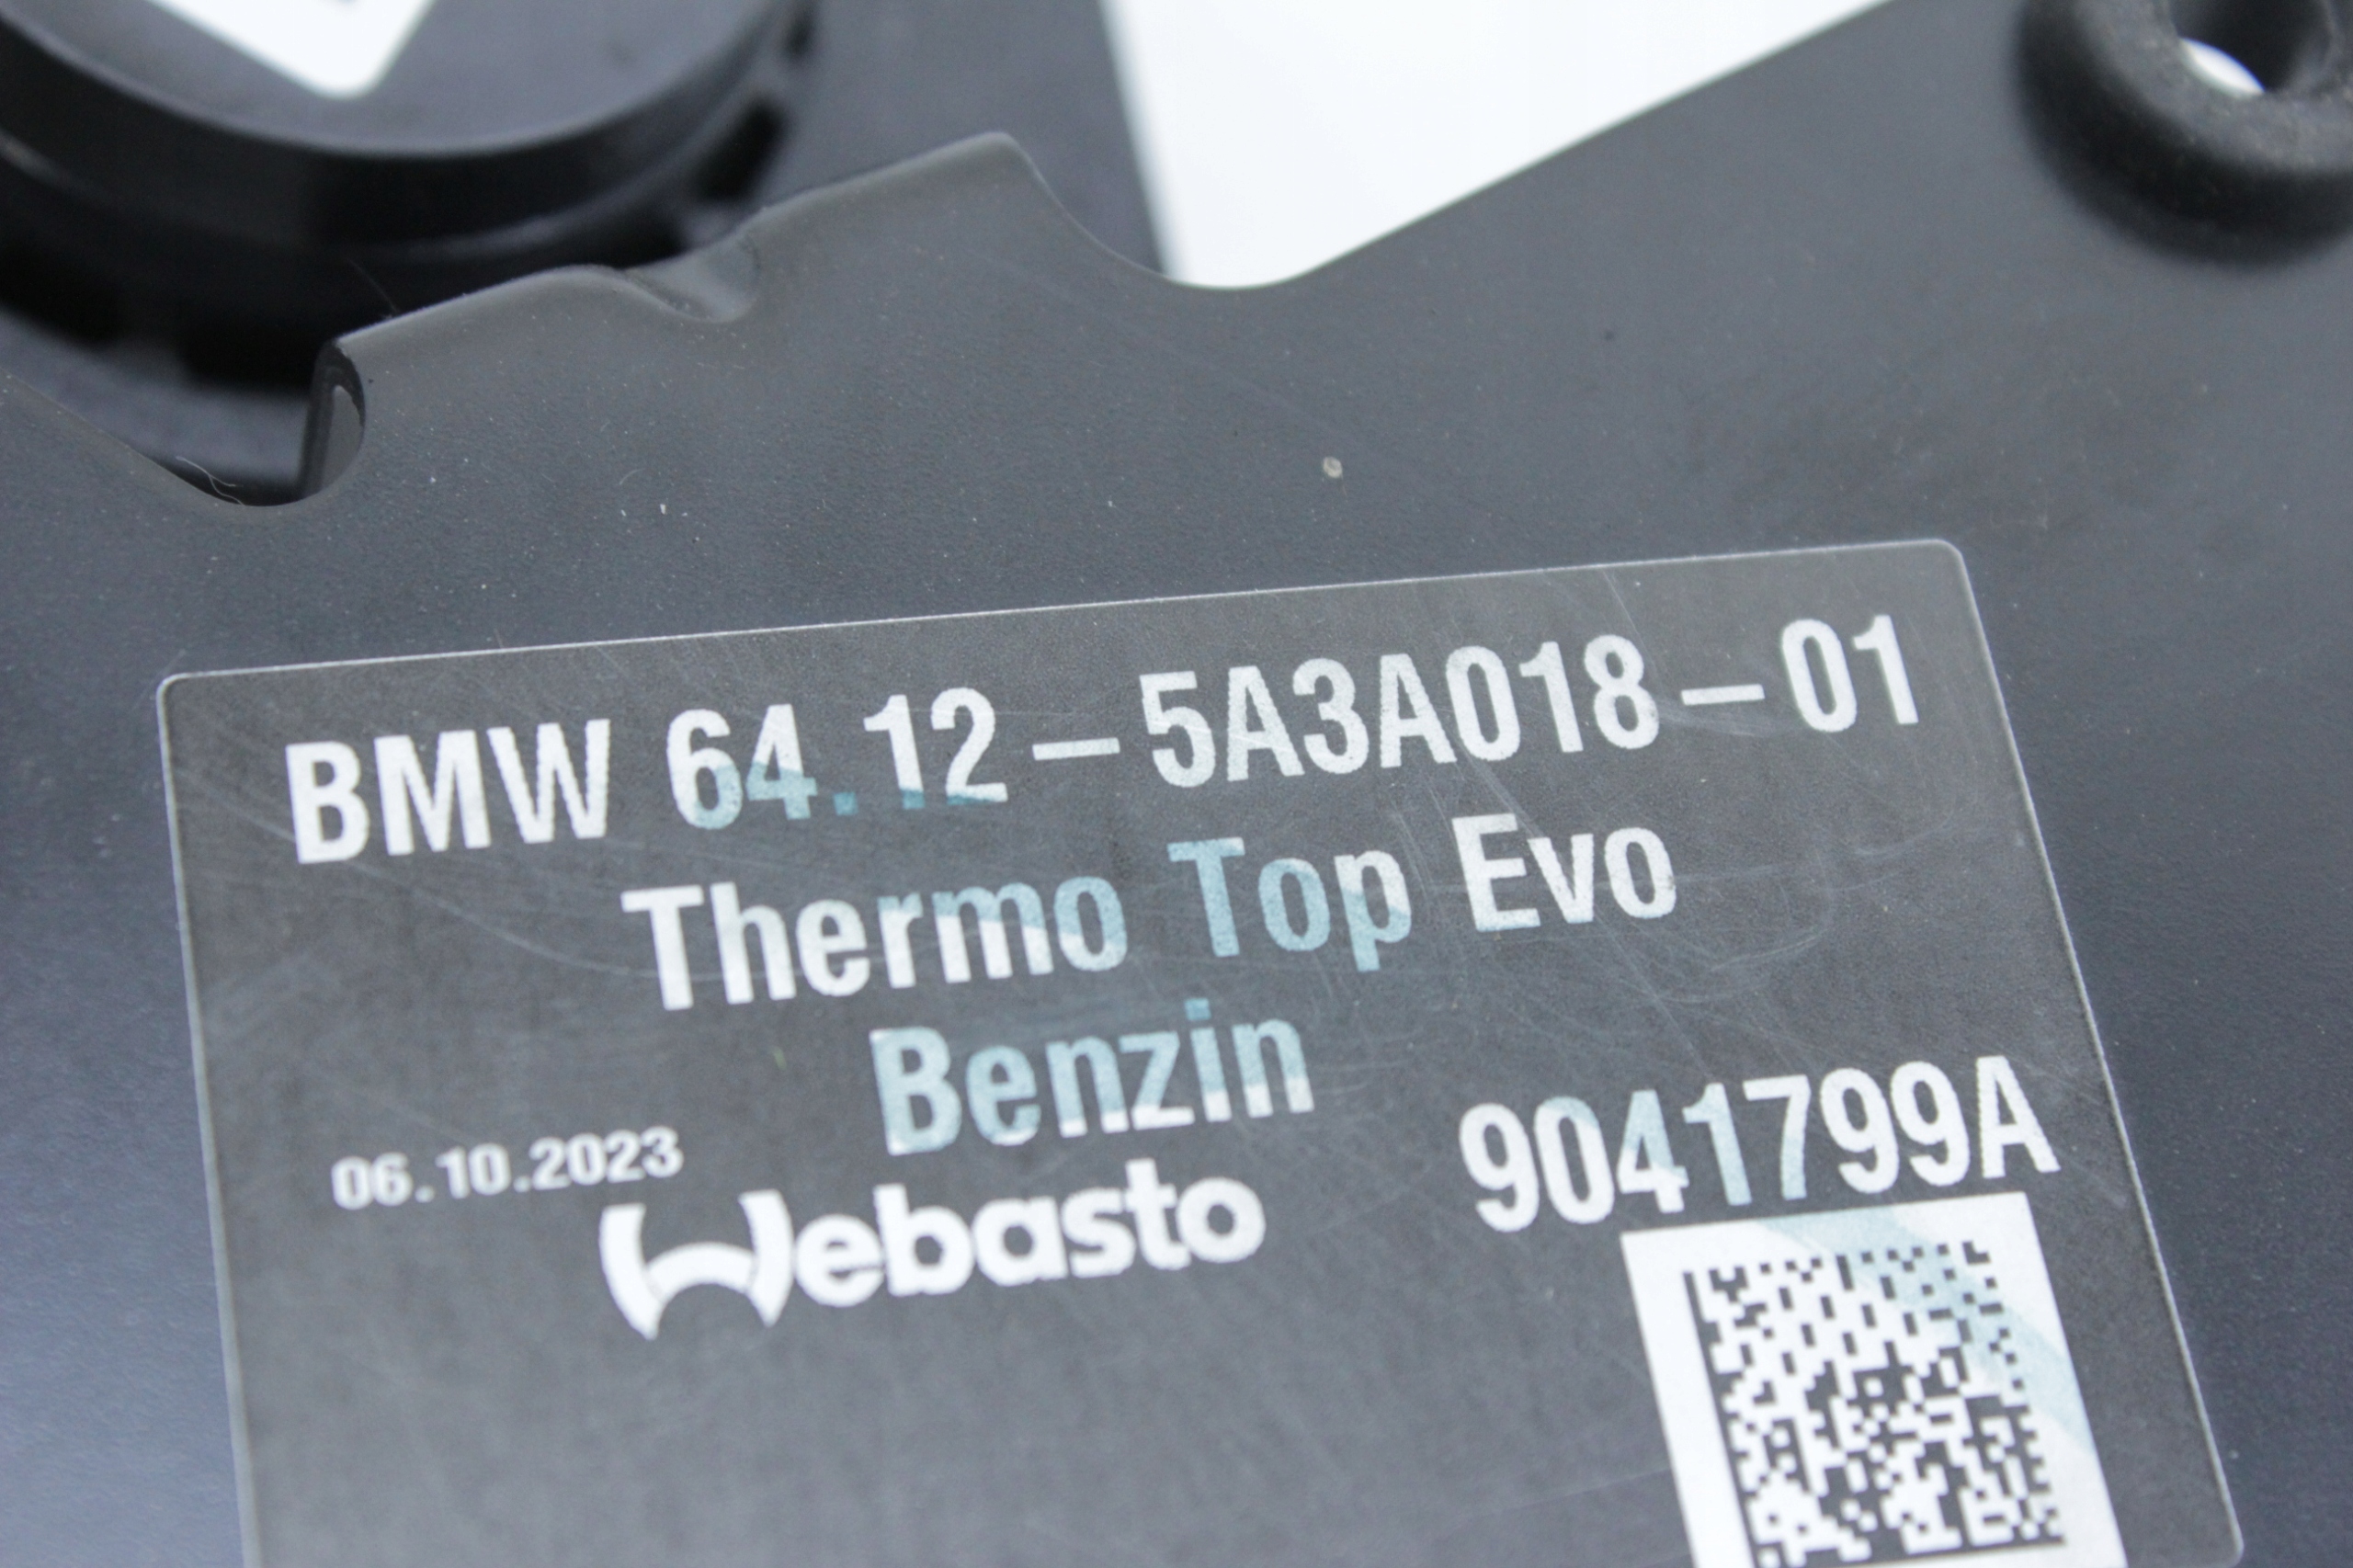 BMW 64.12-5A3A018-01
Thermo Top Evo
Benzin
06.10.2023
9041799A
Webasto